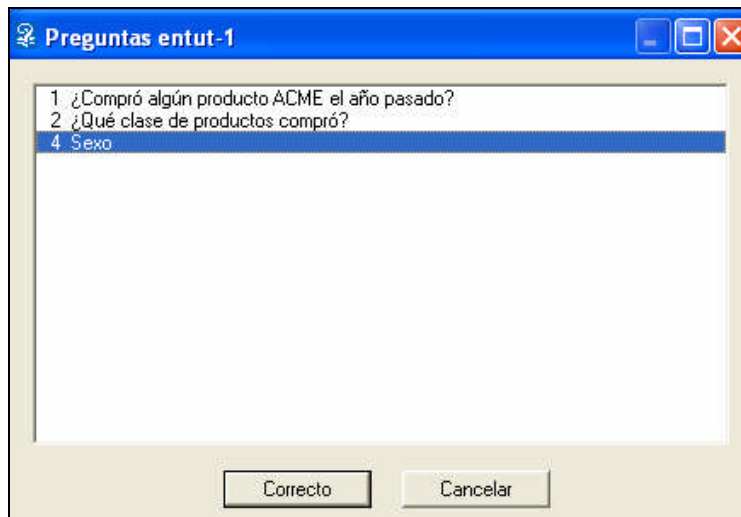 Preguntas entut-1
1 ¿Compró algún producto ACME el año pasado?
2 ¿Qué clase de productos compró?
4 Sexo
Correcto Cancelar